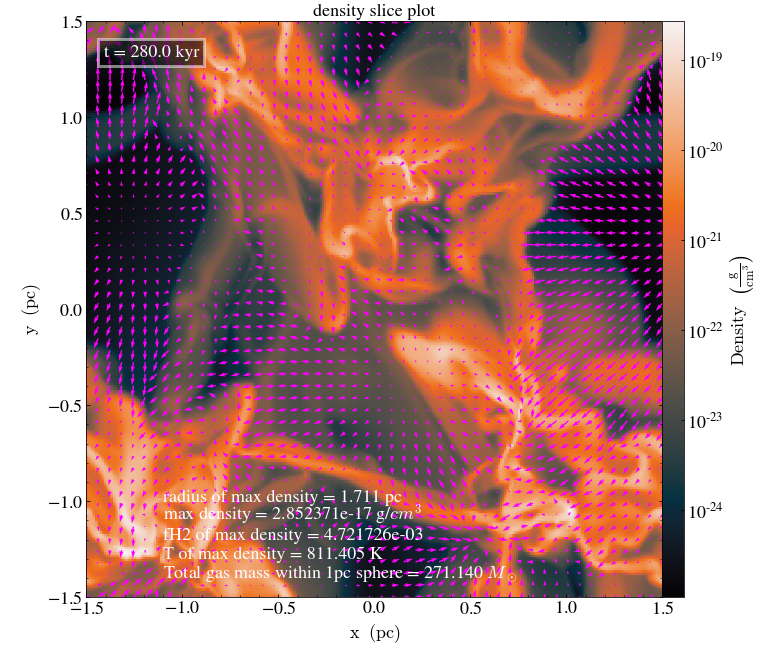 density slice plot
t = 280.0 kyr
1.5
1.0
0.5
0.0
−0.5
−1.0
−1.5
y (pc)
radius of max density = 1.711 pc
max density = 2.852371e-17 g/cm³
fH2 of max density = 4.721726e-03
T of max density = 811.405 K
Total gas mass within 1pc sphere = 271.140 M☉
−1.5 −1.0 −0.5 0.0 0.5 1.0 1.5
x (pc)
10⁻¹⁹
10⁻²⁰
10⁻²¹
10⁻²²
10⁻²³
10⁻²⁴
Density (g/cm³)